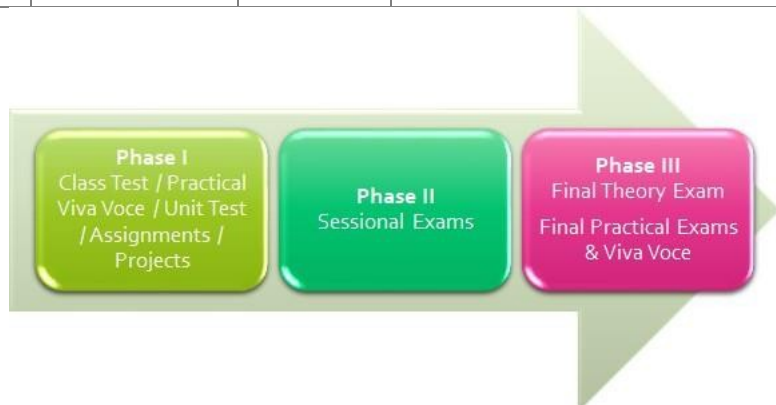 Phase I
Class Test / Practical
Viva Voce / Unit Test
/ Assignments /
Projects
Phase II
Sessional Exams
Phase III
Final Theory Exam
Final Practical Exams
& Viva Voce